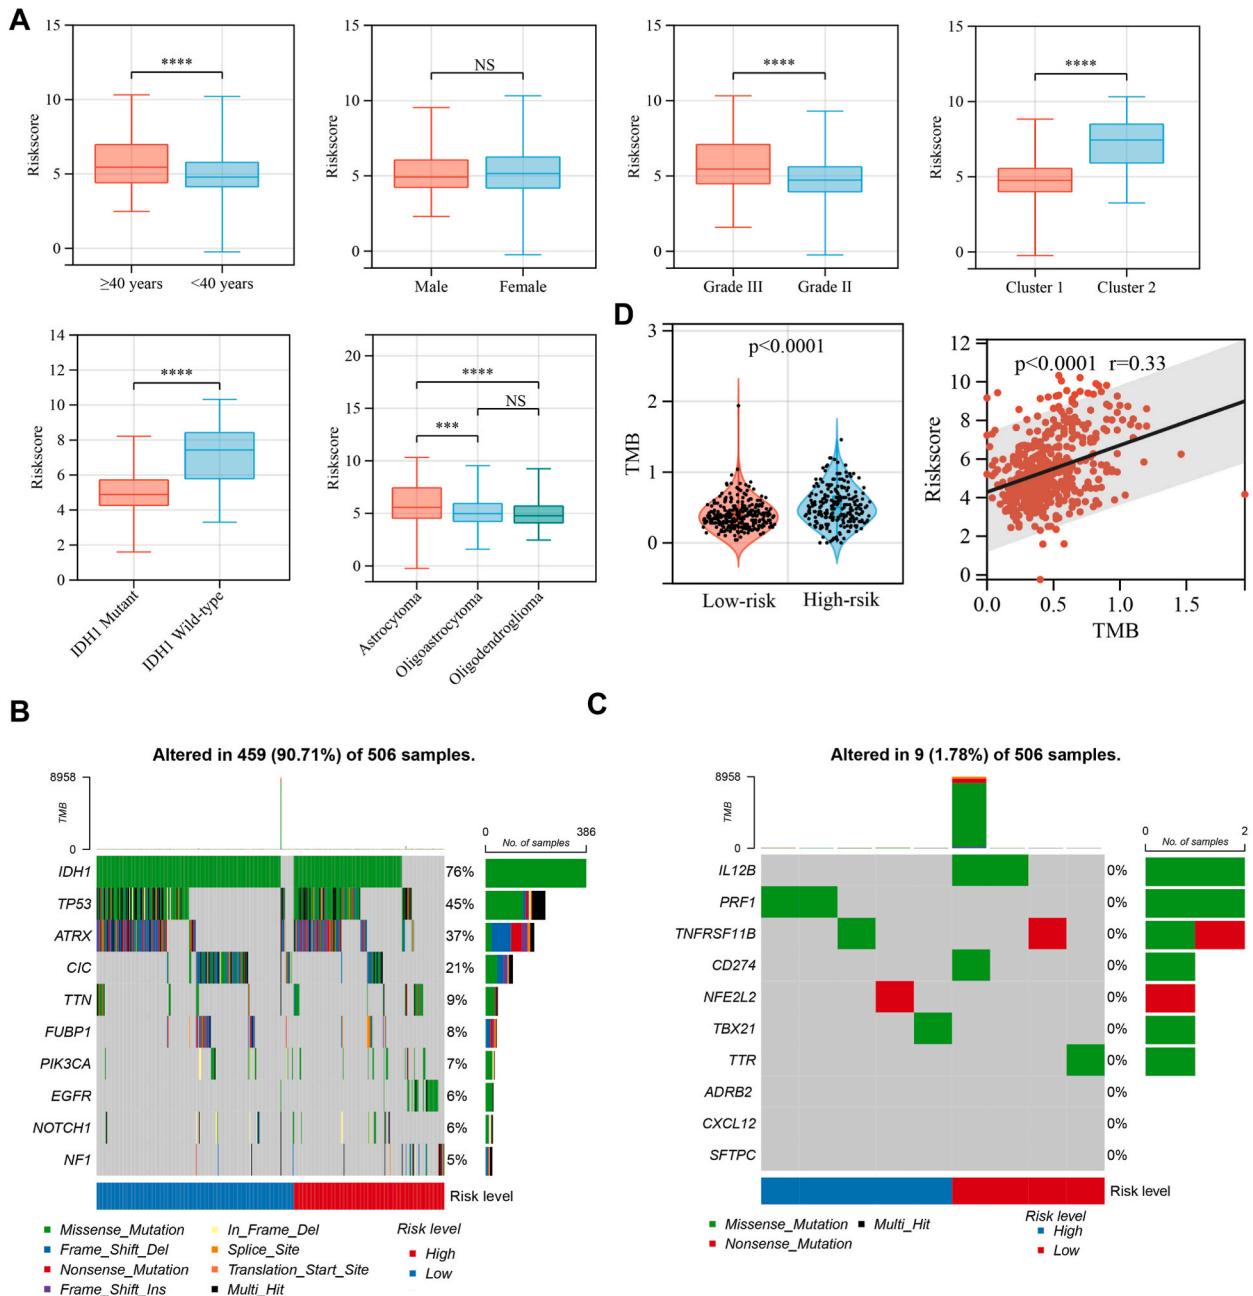 A
15
10
5
0
Riskscore
****
≥40 years
<40 years
15
10
5
0
Riskscore
NS
Male
Female
15
10
5
0
Riskscore
****
Grade III
Grade II
15
10
5
0
Riskscore
****
Cluster 1
Cluster 2
14
12
10
8
6
4
2
0
Riskscore
****
IDH1 Mutant
IDH1 Wild-type
20
15
10
5
0
Riskscore
****
NS
***
Astrocytoma
Oligoastrocytoma
Oligodendroglioma
D
3
2
1
0
TMB
p<0.0001
Low-risk
High-rsik
12
10
8
6
4
2
0
Riskscore
p<0.0001 r=0.33
0.0
0.5
1.0
1.5
TMB
B
Altered in 459 (90.71%) of 506 samples.
8958
0
TMB
0
386
No. of samples
IDH1
76%
TP53
45%
ATRX
37%
CIC
21%
TTN
9%
FUBP1
8%
PIK3CA
7%
EGFR
6%
NOTCH1
6%
NF1
5%
Risk level
Missense_Mutation
Frame_Shift_Del
Nonsense_Mutation
Frame_Shift_Ins
In_Frame_Del
Splice_Site
Translation_Start_Site
Multi_Hit
Risk level
High
Low
C
Altered in 9 (1.78%) of 506 samples.
8958
0
TMB
0
2
No. of samples
IL12B
0%
PRF1
0%
TNFRSF11B
0%
CD274
0%
NFE2L2
0%
TBX21
0%
TTR
0%
ADRB2
0%
CXCL12
0%
SFTPC
0%
Risk level
Missense_Mutation
Nonsense_Mutation
Multi_Hit
Risk level
High
Low